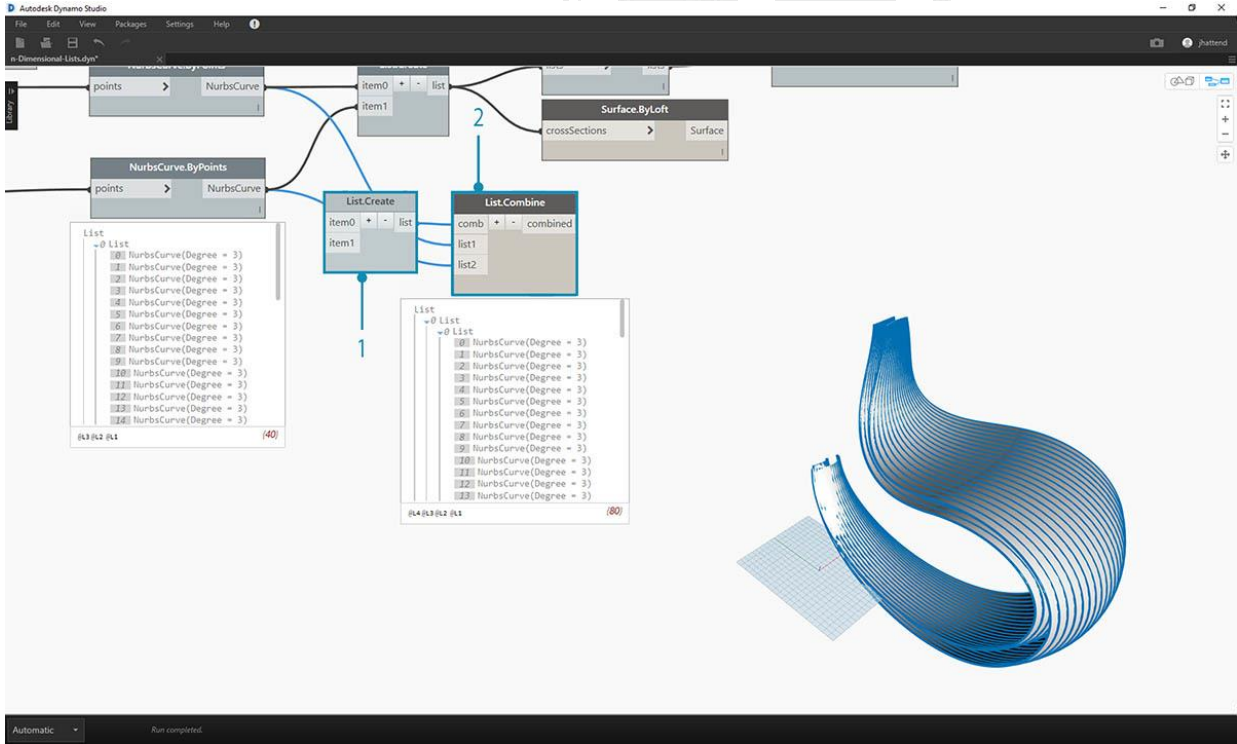 Autodesk Dynamo Studio
File Edit View Packages Settings Help !
n-Dimensional-Lists.dyn* jhattend
NurbsCurve.ByPoints
points > NurbsCurve
item0 + - list
item1
Library
Surface.ByLoft
crossSections > Surface
2
NurbsCurve.ByPoints
points > NurbsCurve
List.Create
item0 + - list
item1
List.Combine
comb + - combined
list1
list2
1
List
0 List
0 NurbsCurve(Degree = 3)
1 NurbsCurve(Degree = 3)
2 NurbsCurve(Degree = 3)
3 NurbsCurve(Degree = 3)
4 NurbsCurve(Degree = 3)
5 NurbsCurve(Degree = 3)
6 NurbsCurve(Degree = 3)
7 NurbsCurve(Degree = 3)
8 NurbsCurve(Degree = 3)
9 NurbsCurve(Degree = 3)
10 NurbsCurve(Degree = 3)
11 NurbsCurve(Degree = 3)
12 NurbsCurve(Degree = 3)
13 NurbsCurve(Degree = 3)
14 NurbsCurve(Degree = 3)
@L3 @L2 @L1 {40}
List
0 List
0 List
0 NurbsCurve(Degree = 3)
1 NurbsCurve(Degree = 3)
2 NurbsCurve(Degree = 3)
3 NurbsCurve(Degree = 3)
4 NurbsCurve(Degree = 3)
5 NurbsCurve(Degree = 3)
6 NurbsCurve(Degree = 3)
7 NurbsCurve(Degree = 3)
8 NurbsCurve(Degree = 3)
9 NurbsCurve(Degree = 3)
10 NurbsCurve(Degree = 3)
11 NurbsCurve(Degree = 3)
12 NurbsCurve(Degree = 3)
13 NurbsCurve(Degree = 3)
@L4 @L3 @L2 @L1 {80}
Automatic Run completed.